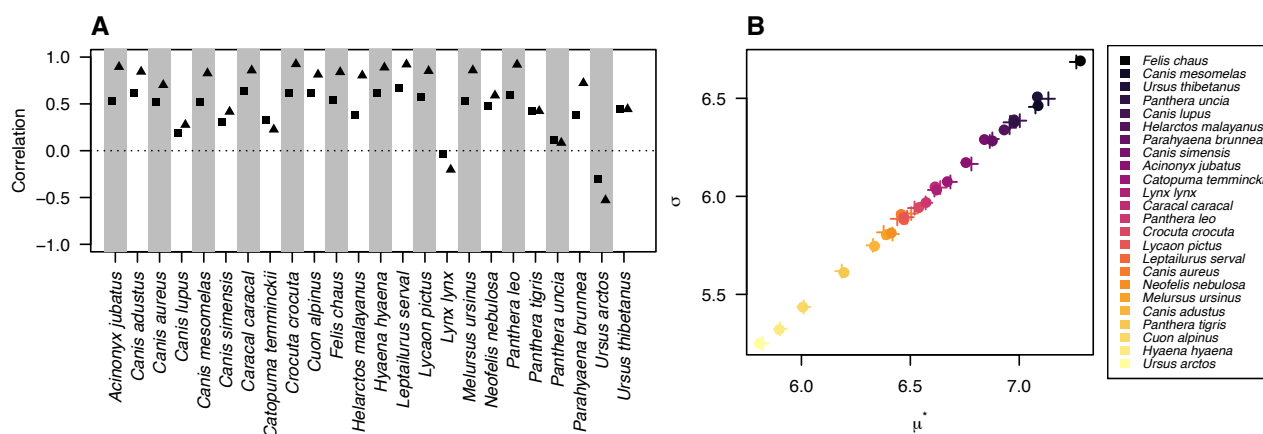 A
Correlation
1.0
0.5
0.0
−0.5
−1.0
Acinonyx jubatus
Canis adustus
Canis aureus
Canis lupus
Canis mesomelas
Canis simensis
Caracal caracal
Catopuma temminckii
Crocuta crocuta
Cuon alpinus
Felis chaus
Helarctos malayanus
Hyaena hyaena
Leptailurus serval
Lycaon pictus
Lynx lynx
Melursus ursinus
Neofelis nebulosa
Panthera leo
Panthera tigris
Panthera uncia
Parahyaena brunnea
Ursus arctos
Ursus thibetanus
B
σ
6.5
6.0
5.5
6.0
6.5
7.0
μ*
Felis chaus
Canis mesomelas
Ursus thibetanus
Panthera uncia
Canis lupus
Helarctos malayanus
Parahyaena brunnea
Canis simensis
Acinonyx jubatus
Catopuma temmincki
Lynx lynx
Caracal caracal
Panthera leo
Crocuta crocuta
Lycaon pictus
Leptailurus serval
Canis aureus
Neofelis nebulosa
Melursus ursinus
Canis adustus
Panthera tigris
Cuon alpinus
Hyaena hyaena
Ursus arctos